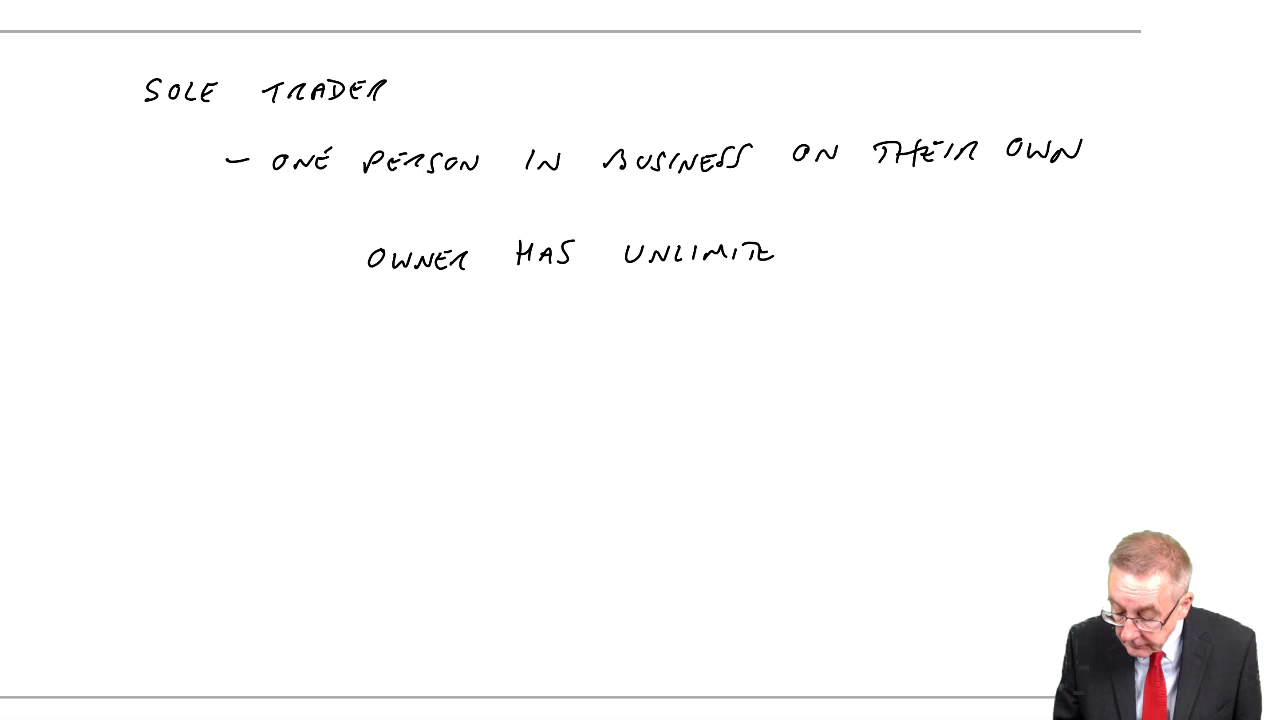 SOLE TRADER
- ONE PERSON IN BUSINESS ON THEIR OWN
OWNER HAS UNLIMITE